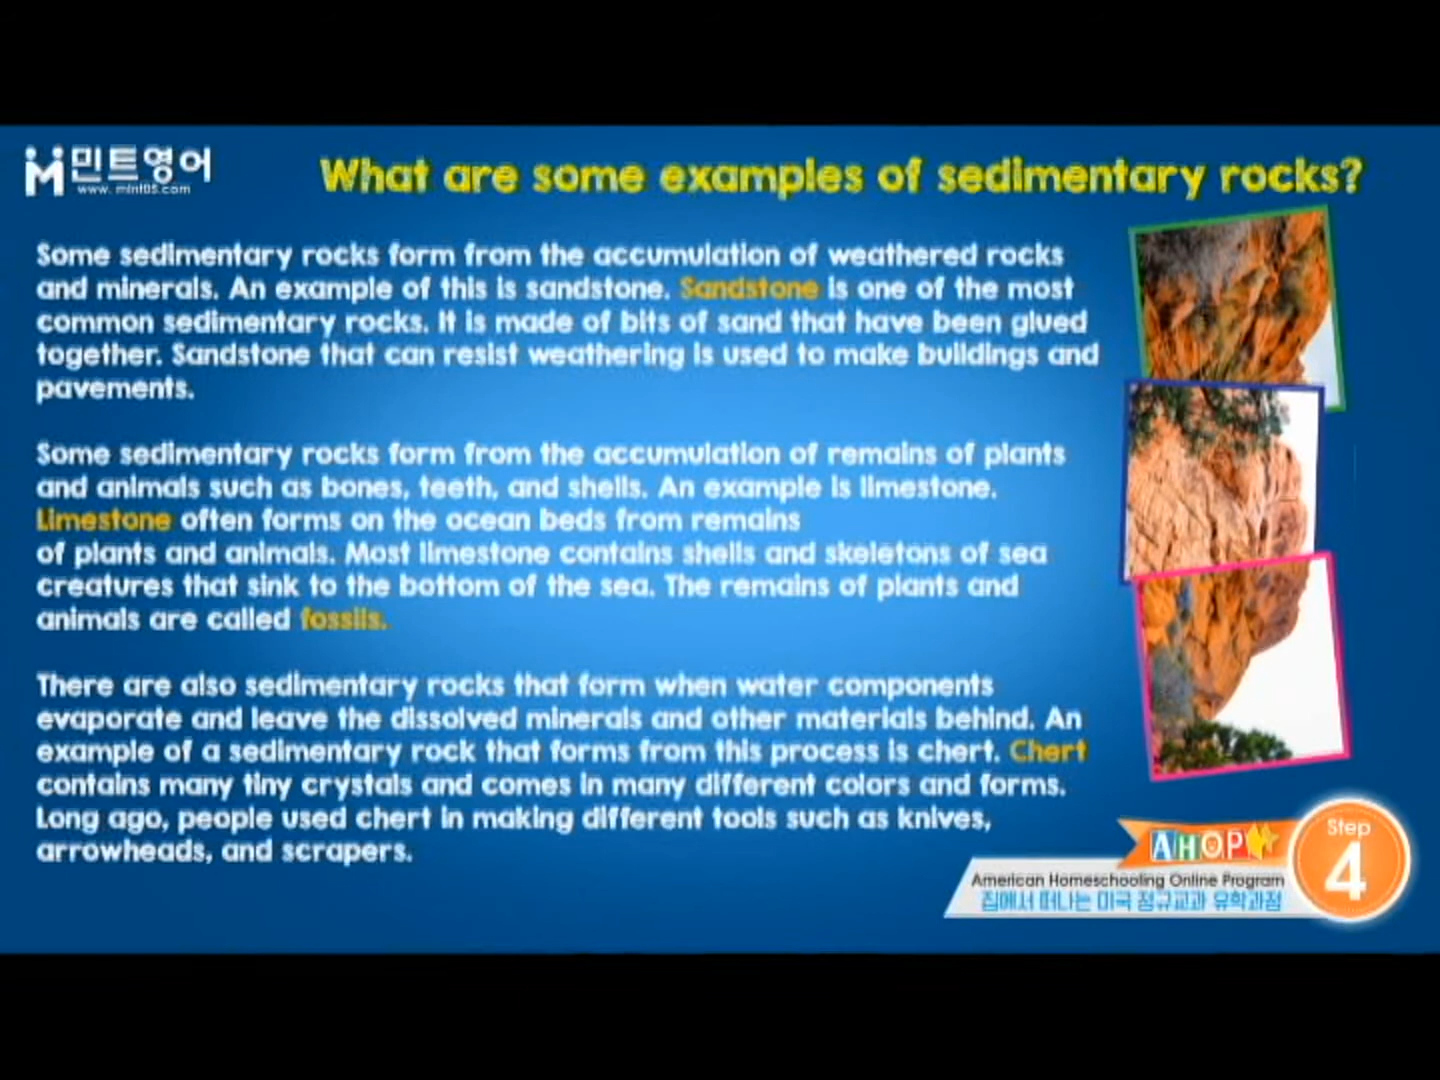 민트영어
www.mint05.com
What are some examples of sedimentary rocks?
Some sedimentary rocks form from the accumulation of weathered rocks
and minerals. An example of this is sandstone. Sandstone is one of the most
common sedimentary rocks. It is made of bits of sand that have been glued
together. Sandstone that can resist weathering is used to make buildings and
pavements.
Some sedimentary rocks form from the accumulation of remains of plants
and animals such as bones, teeth, and shells. An example is limestone.
Limestone often forms on the ocean beds from remains
of plants and animals. Most limestone contains shells and skeletons of sea
creatures that sink to the bottom of the sea. The remains of plants and
animals are called fossils.
There are also sedimentary rocks that form when water components
evaporate and leave the dissolved minerals and other materials behind. An
example of a sedimentary rock that forms from this process is chert. Chert
contains many tiny crystals and comes in many different colors and forms.
Long ago, people used chert in making different tools such as knives,
arrowheads, and scrapers.
AHOP
American Homeschooling Online Program
집에서 떠나는 미국 정규교과 유학과정
Step
4